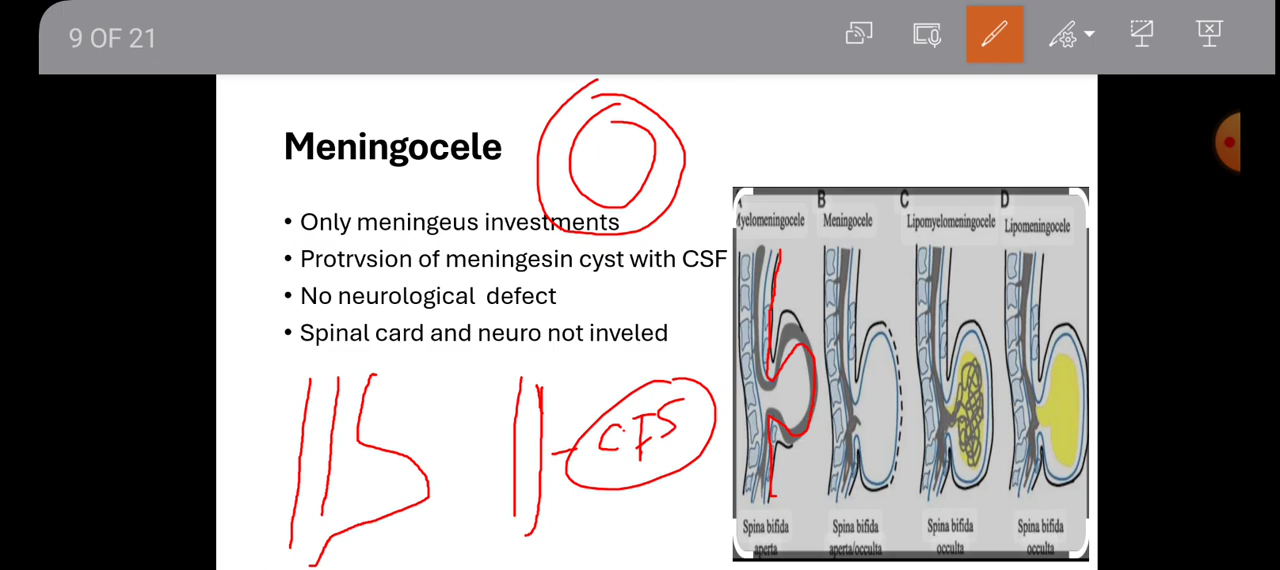 9 OF 21
Meningocele
• Only meningeus investments
• Protrvsion of meningesin cyst with CSF
• No neurological defect
• Spinal card and neuro not inveled
CFS
A B C D
Myelomeningocele Meningocele Lipomyelomeningocele Lipomeningocele
Spina bifida Spina bifida Spina bifida Spina bifida
aperta aperta/occulta occulta occulta